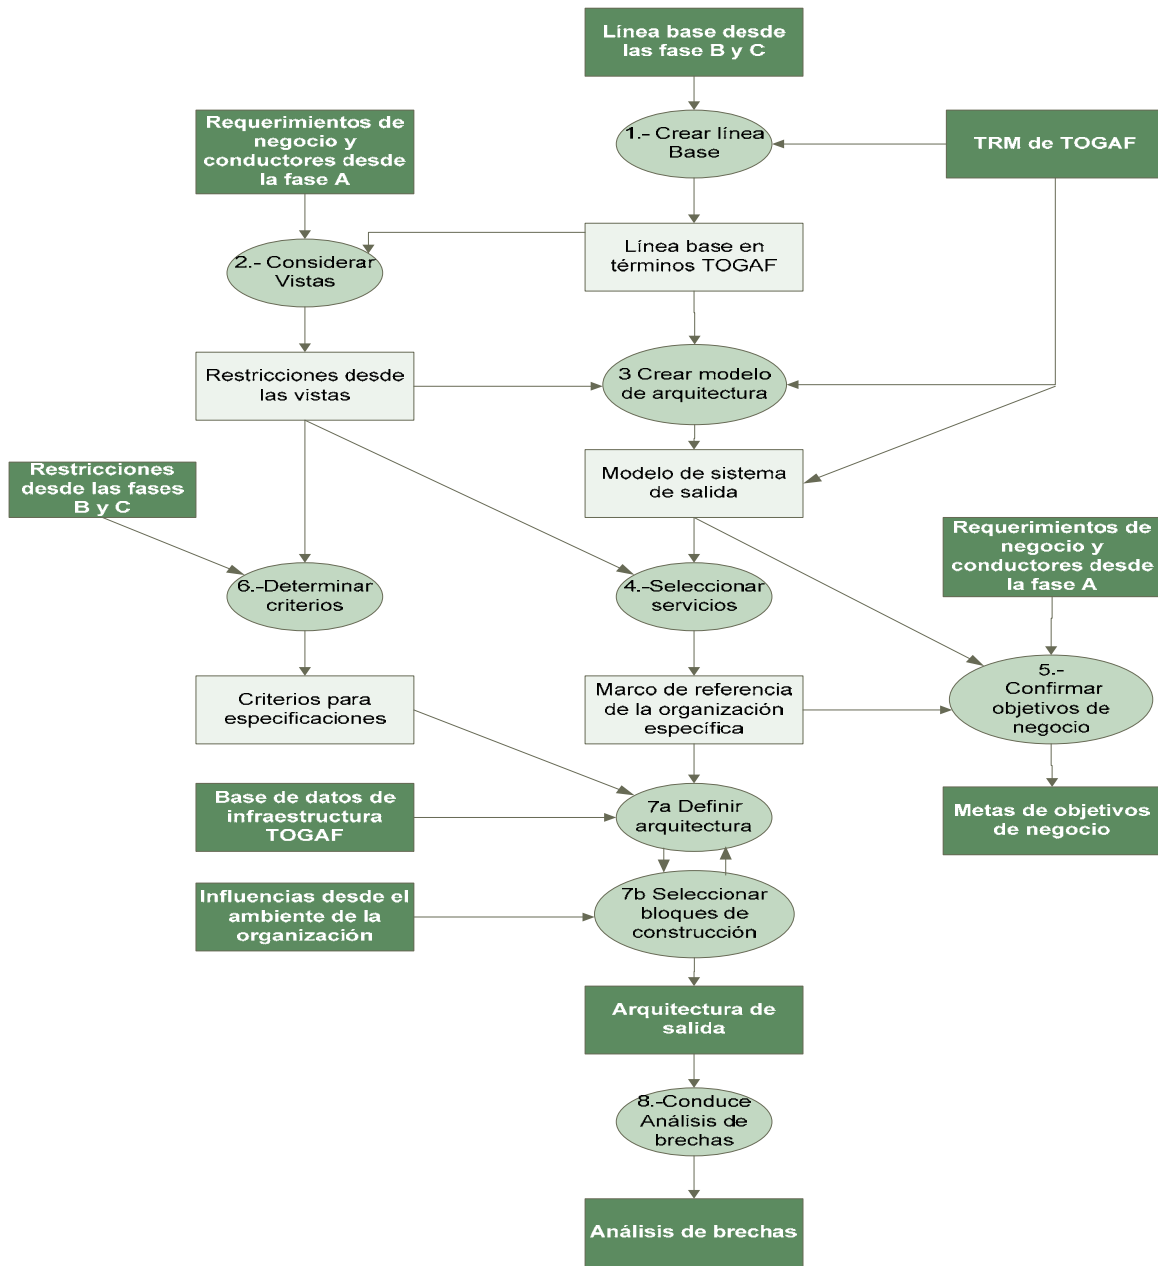 Línea base desde
las fase B y C
Requerimientos de
negocio y
conductores desde
la fase A
1.- Crear línea
Base
TRM de TOGAF
2.- Considerar
Vistas
Línea base en
términos TOGAF
Restricciones desde
las vistas
3 Crear modelo
de arquitectura
Restricciones
desde las fases
B y C
Modelo de sistema
de salida
Requerimientos de
negocio y
conductores desde
la fase A
6.-Determinar
criterios
4.-Seleccionar
servicios
5.-
Confirmar
objetivos de
negocio
Criterios para
especificaciones
Marco de referencia
de la organización
específica
Base de datos de
infraestructura
TOGAF
7a Definir
arquitectura
Metas de objetivos
de negocio
Influencias desde el
ambiente de la
organización
7b Seleccionar
bloques de
construcción
Arquitectura de
salida
8.-Conduce
Análisis de
brechas
Análisis de brechas